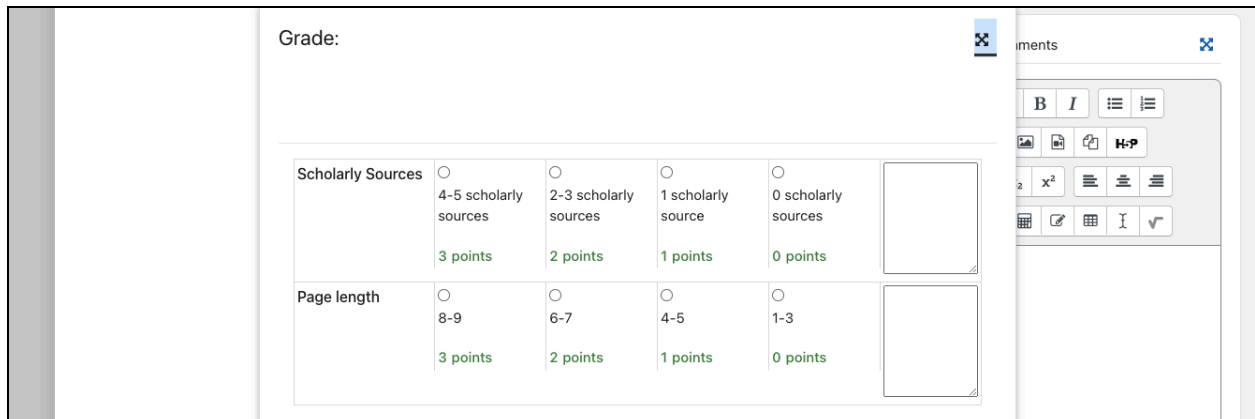 Grade:
ments
B I
H-P
2 x²
Scholarly Sources
4-5 scholarly
sources
3 points
2-3 scholarly
sources
2 points
1 scholarly
source
1 points
0 scholarly
sources
0 points
Page length
8-9
3 points
6-7
2 points
4-5
1 points
1-3
0 points